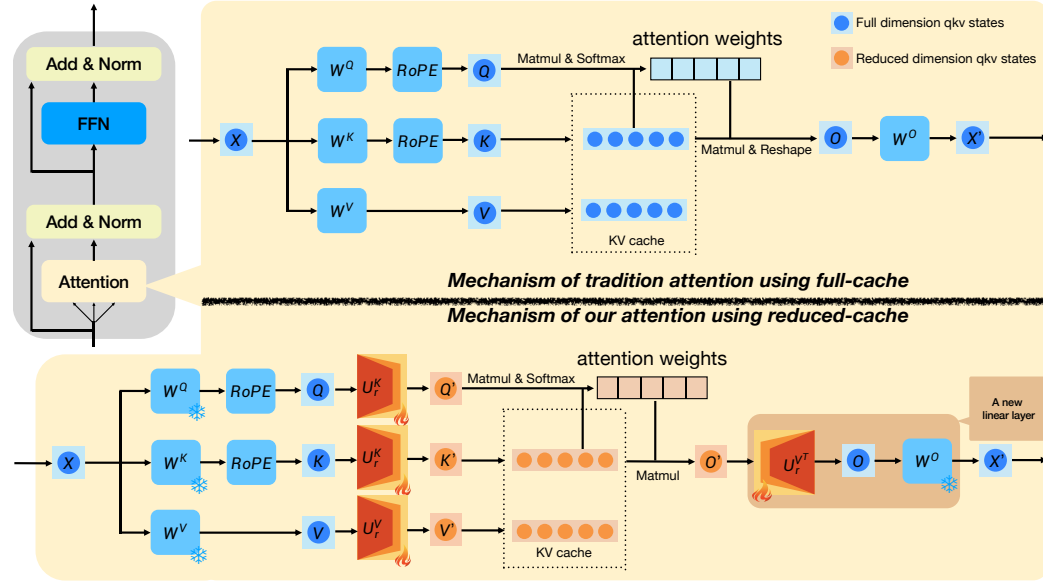 Add & Norm
FFN
Add & Norm
Attention
Full dimension qkv states
Reduced dimension qkv states
attention weights
Matmul & Softmax
W^Q
RoPE
Q
X
W^K
RoPE
K
Matmul & Reshape
O
W^O
X'
W^V
V
KV cache
Mechanism of tradition attention using full-cache
Mechanism of our attention using reduced-cache
attention weights
Matmul & Softmax
W^Q
RoPE
Q
U_r^K
Q'
A new
linear layer
X
W^K
RoPE
K
U_r^K
K'
Matmul
O'
U_r^{V^T}
O
W^O
X'
W^V
V
U_r^V
V'
KV cache